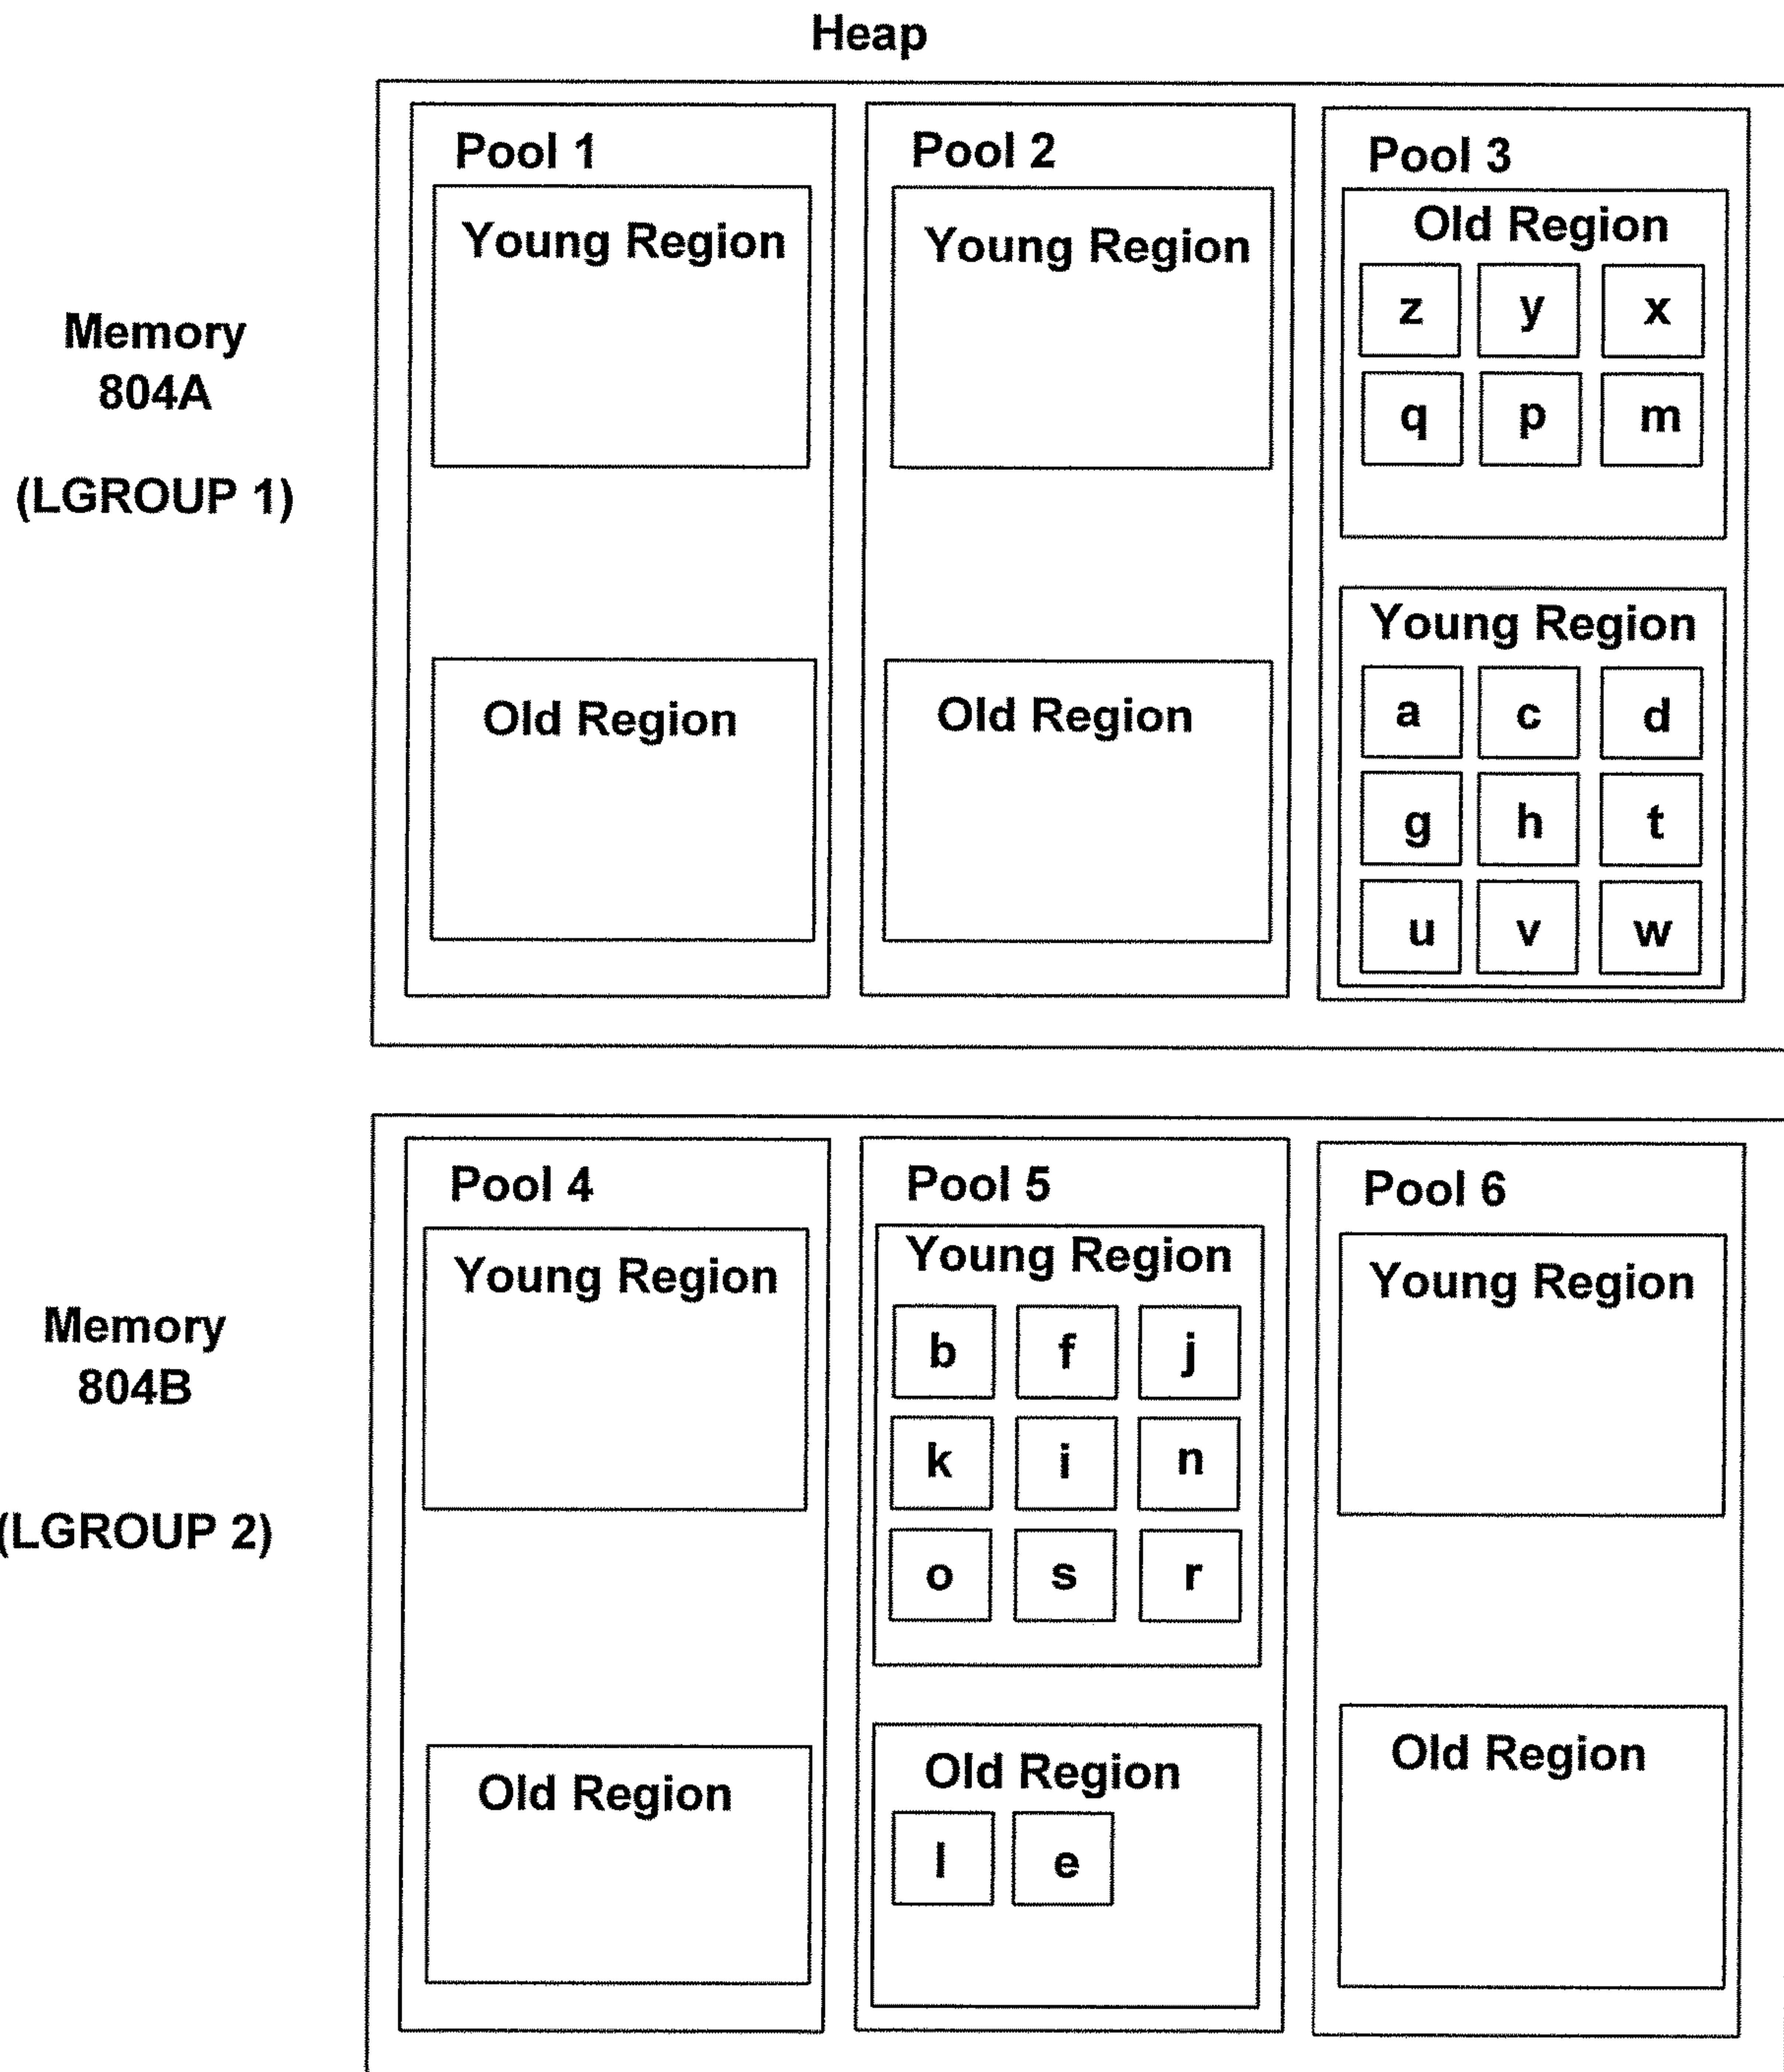 Heap
Memory
804A
(LGROUP 1)
Pool 1
Young Region
Old Region
Pool 2
Young Region
Old Region
Pool 3
Old Region
z y x
q p m
Young Region
a c d
g h t
u v w
Memory
804B
(LGROUP 2)
Pool 4
Young Region
Old Region
Pool 5
Young Region
b f j
k i n
o s r
Old Region
l e
Pool 6
Young Region
Old Region